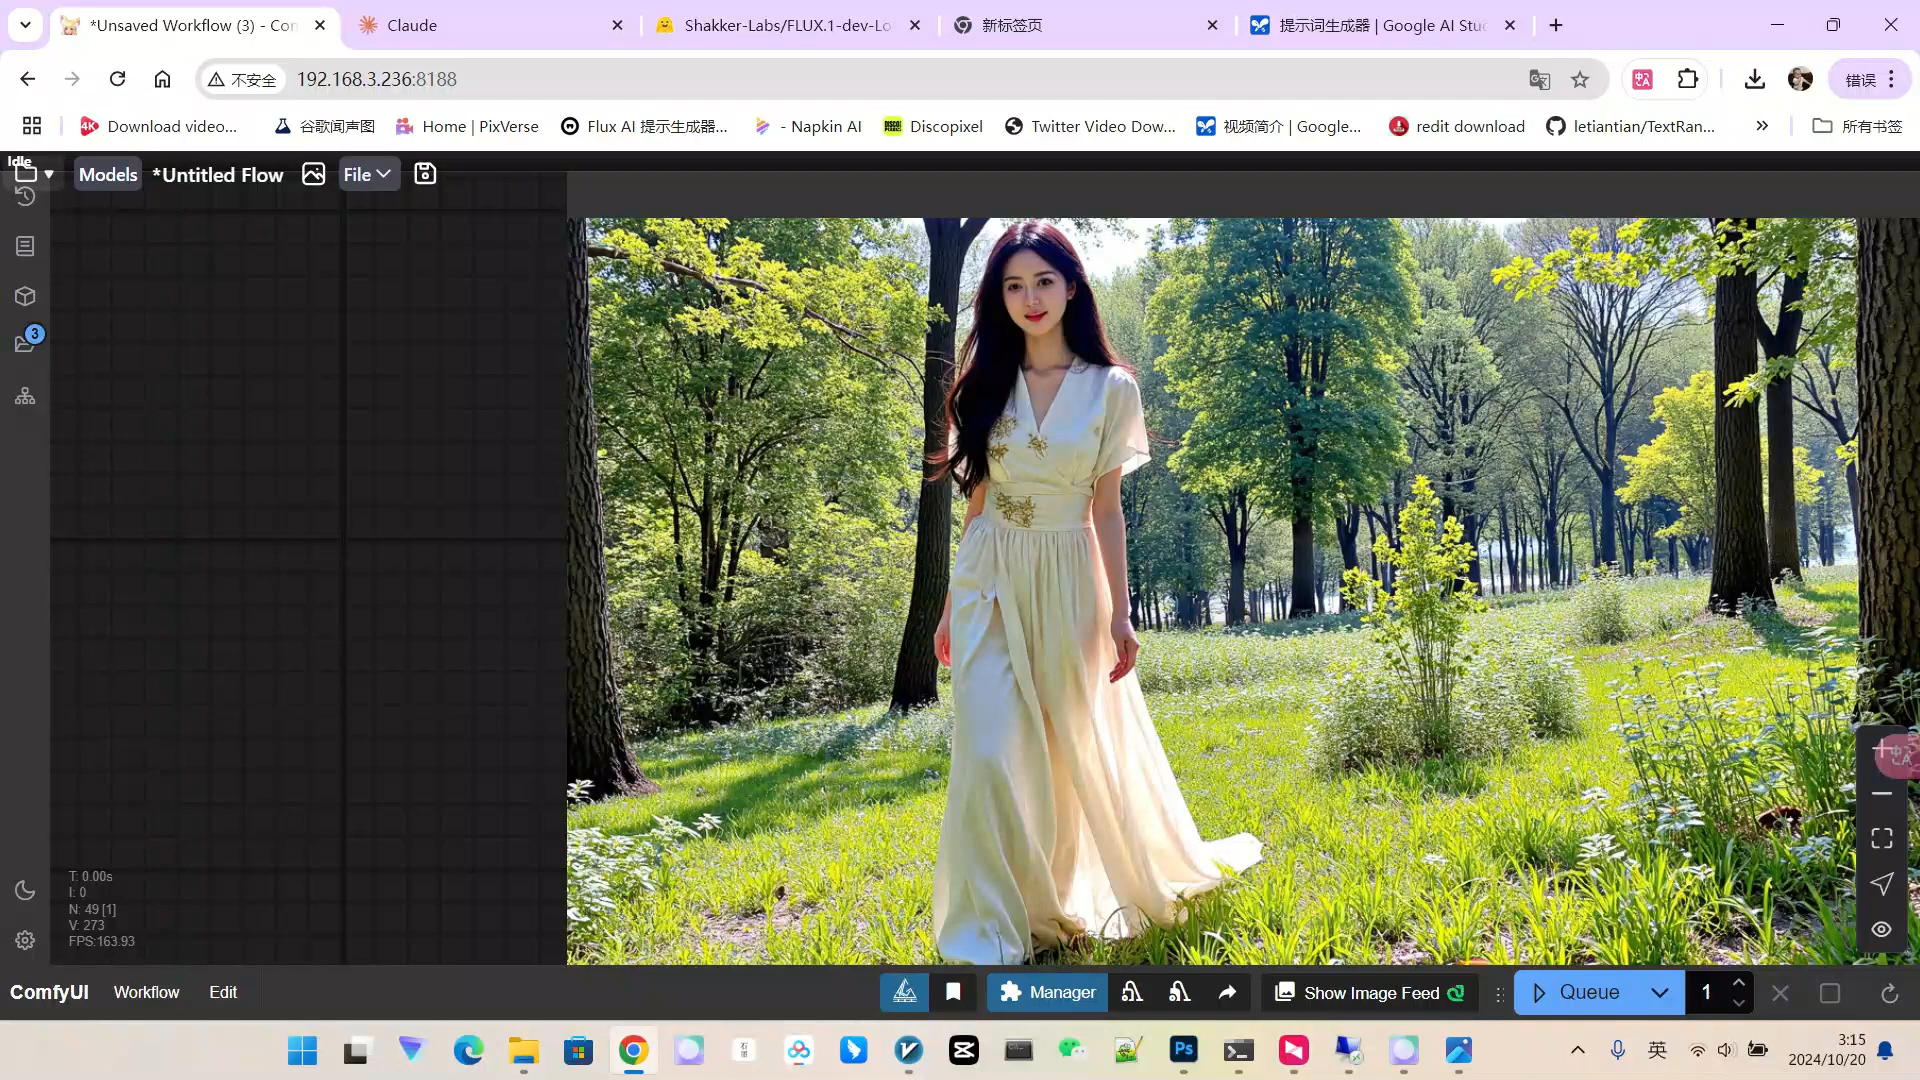 *Unsaved Workflow (3) - Con
Claude
Shakker-Labs/FLUX.1-dev-Lo
新标签页
提示词生成器 | Google AI Stu
不安全
192.168.3.236:8188
错误
Download video...
谷歌闻声图
Home | PixVerse
Flux AI 提示生成器...
- Napkin AI
Discopixel
Twitter Video Dow...
视频简介 | Google...
redit download
letiantian/TextRan...
所有书签
Idle
Models
*Untitled Flow
File
3
T: 0.00s
I: 0
N: 49 [1]
V: 273
FPS:163.93
ComfyUI
Workflow
Edit
Manager
Show Image Feed
Queue
1
Ps
英
3:15
2024/10/20